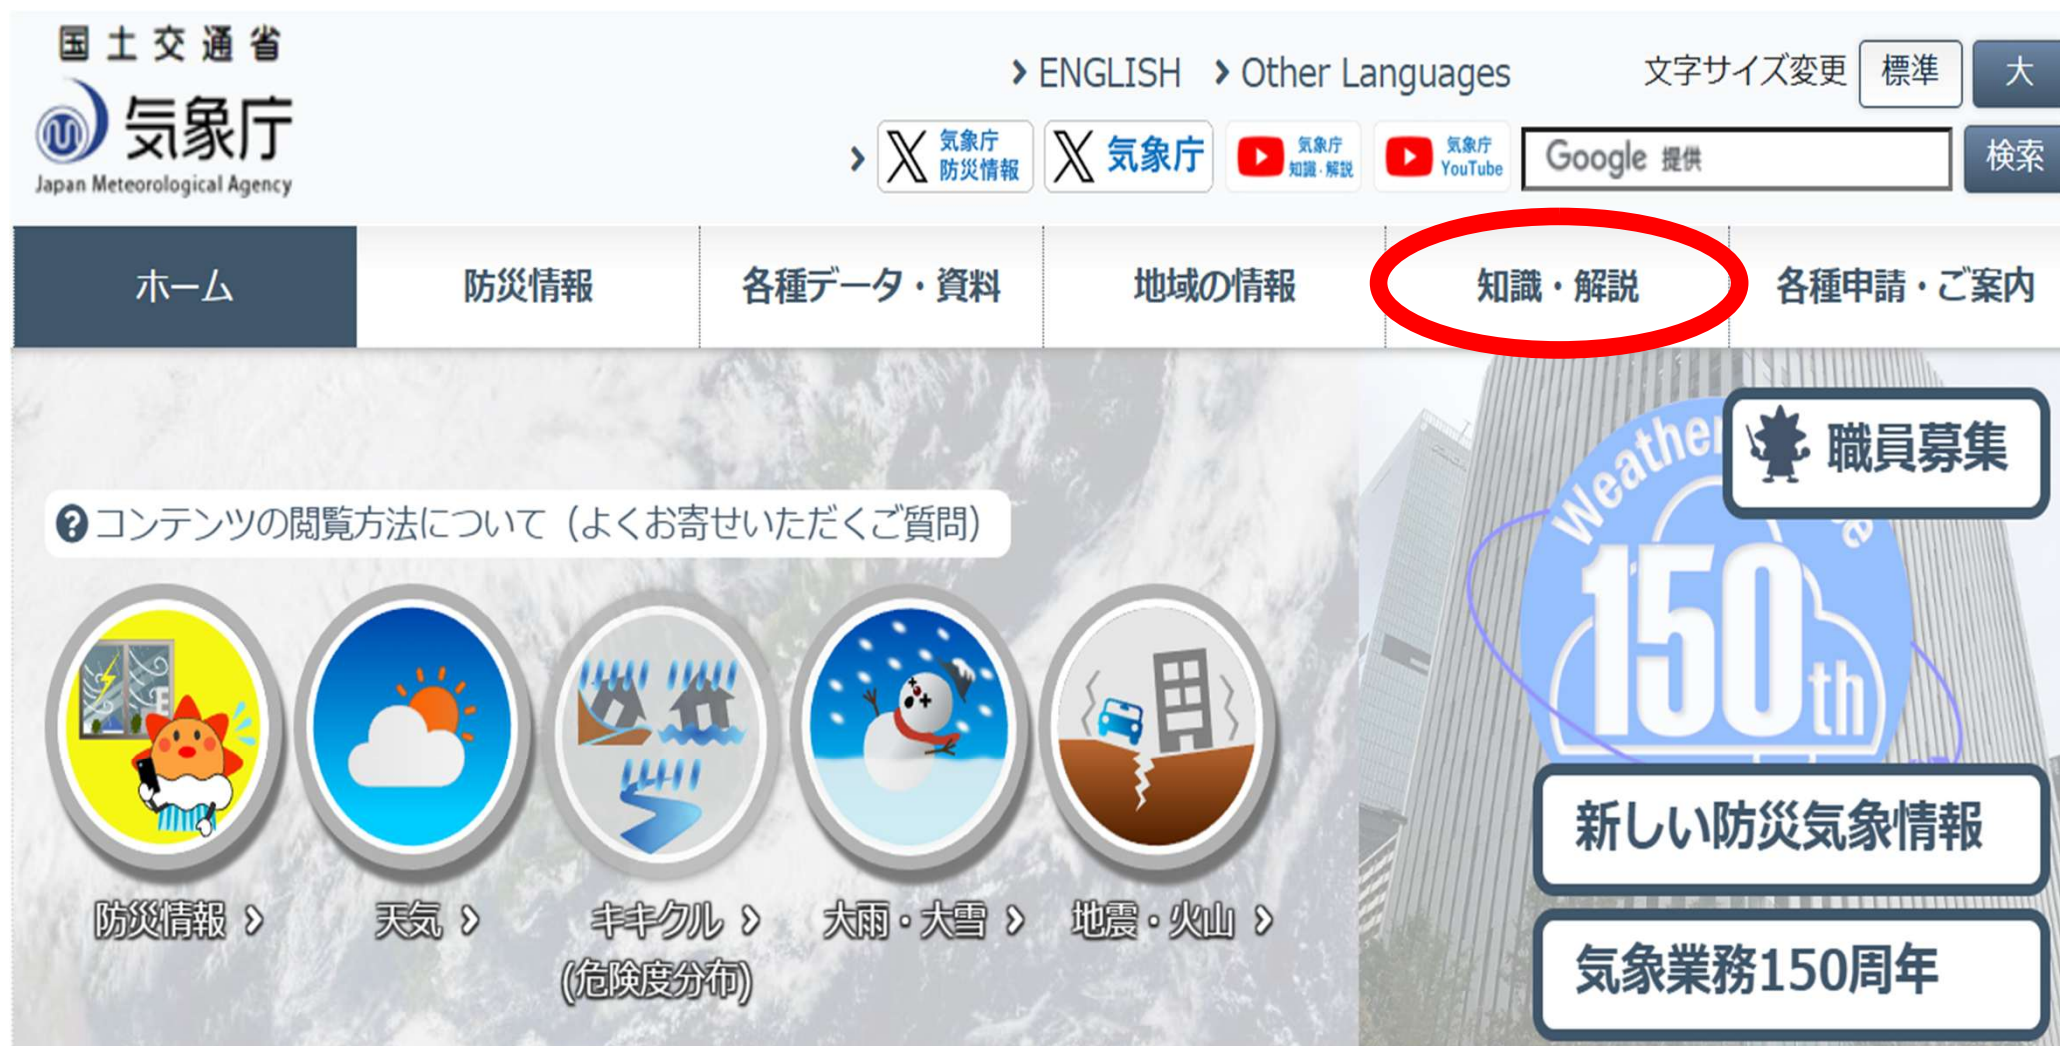 国土交通省
気象庁
Japan Meteorological Agency
ENGLISH Other Languages 文字サイズ変更 標準 大
気象庁
防災情報
気象庁
気象庁
知識・解説
気象庁
YouTube
Google 提供
検索
ホーム 防災情報 各種データ・資料 地域の情報 知識・解説 各種申請・ご案内
職員募集
Weather
150th
コンテンツの閲覧方法について（よくお寄せいただくご質問）
新しい防災気象情報
防災情報 天気 キキクル 大雨・大雪 地震・火山
(危険度分布)
気象業務150周年